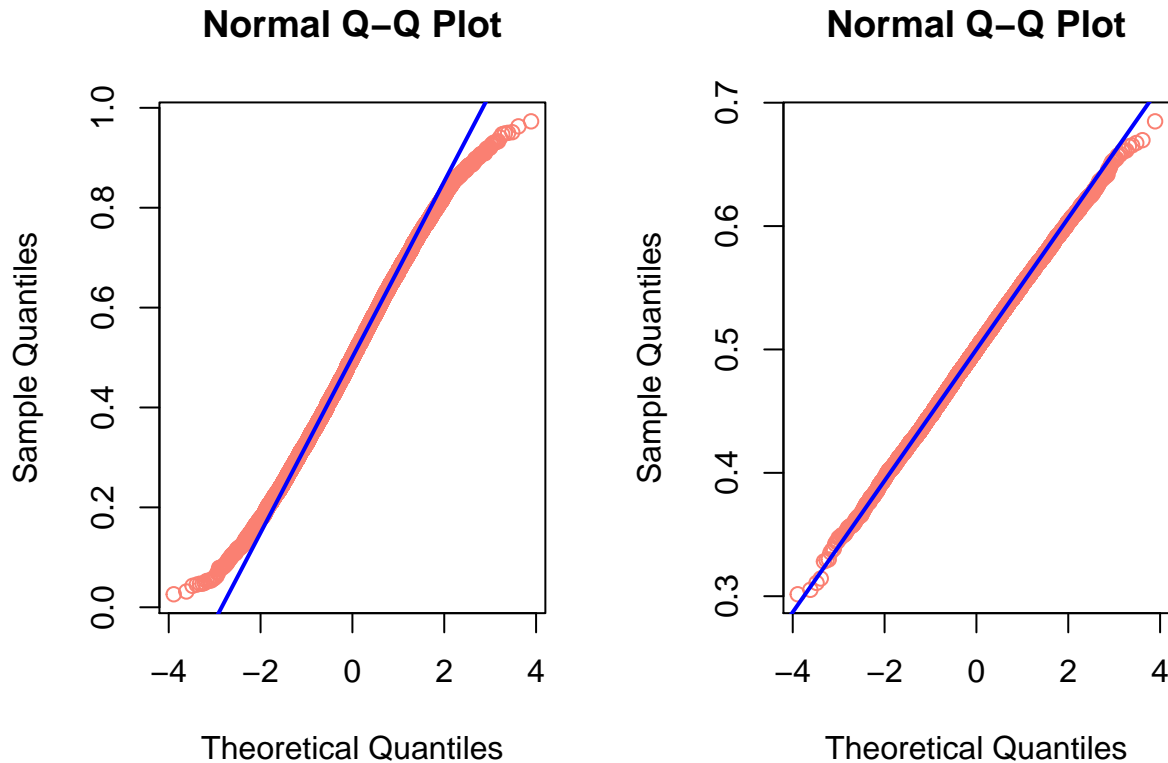 Normal Q−Q Plot
Sample Quantiles
1.0
0.8
0.6
0.4
0.2
0.0
−4 −2 0 2 4
Theoretical Quantiles
Normal Q−Q Plot
Sample Quantiles
0.7
0.6
0.5
0.4
0.3
−4 −2 0 2 4
Theoretical Quantiles